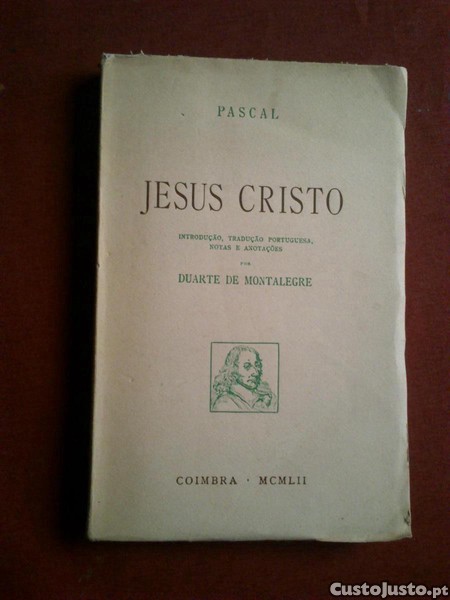 PASCAL
JESUS CRISTO
INTRODUÇÃO, TRADUÇÃO PORTUGUESA,
NOTAS E ANOTAÇÕES
POR
DUARTE DE MONTALEGRE
COIMBRA · MCMLII
CustoJusto.pt